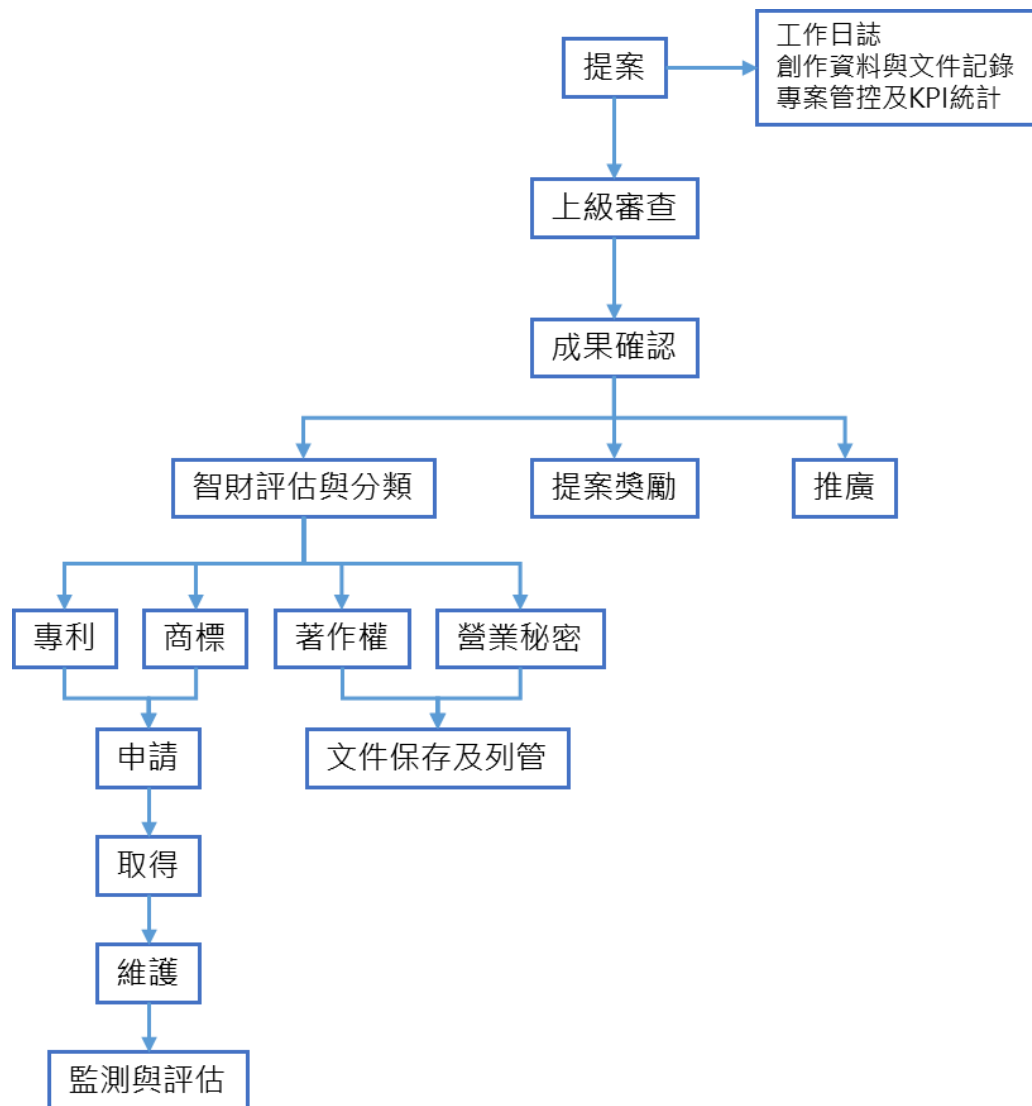 提案
工作日誌
創作資料與文件記錄
專案管控及KPI統計
上級審查
成果確認
智財評估與分類
提案獎勵
推廣
專利
商標
著作權
營業秘密
申請
文件保存及列管
取得
維護
監測與評估